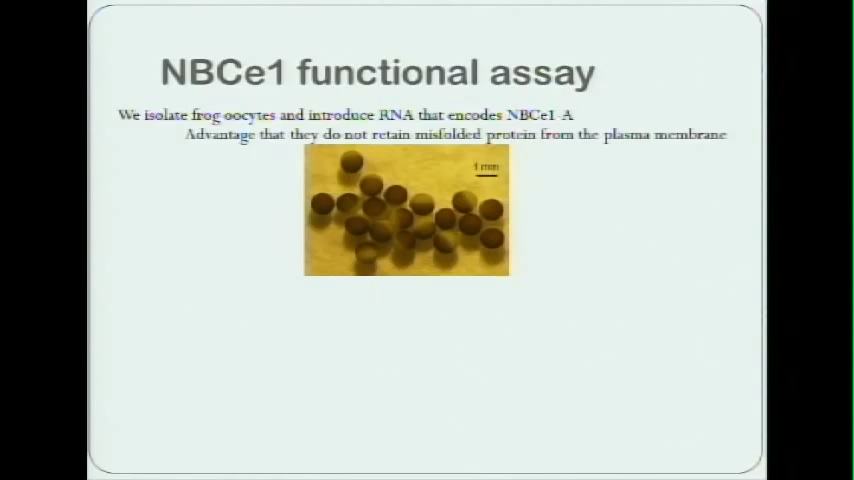 NBCe1 functional assay
We isolate frog oocytes and introduce RNA that encodes NBCe1-A
Advantage that they do not retain misfolded protein from the plasma membrane
1 mm